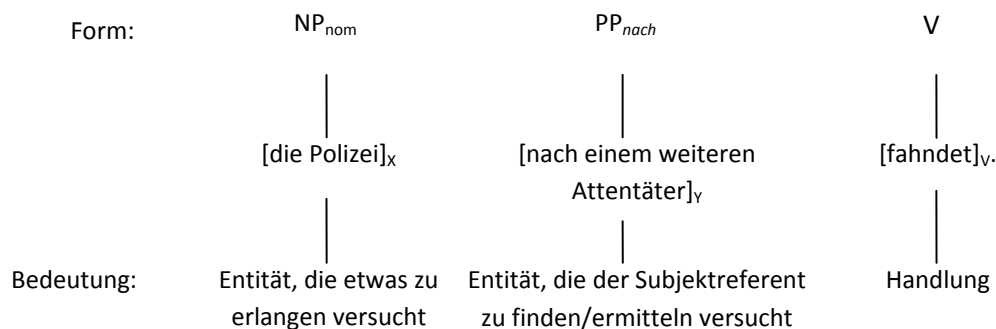 Form: NPnom PPnach V
[die Polizei]X [nach einem weiteren [fahndet]V.
Attentäter]Y
Bedeutung: Entität, die etwas zu Entität, die der Subjektreferent Handlung
erlangen versucht zu finden/ermitteln versucht